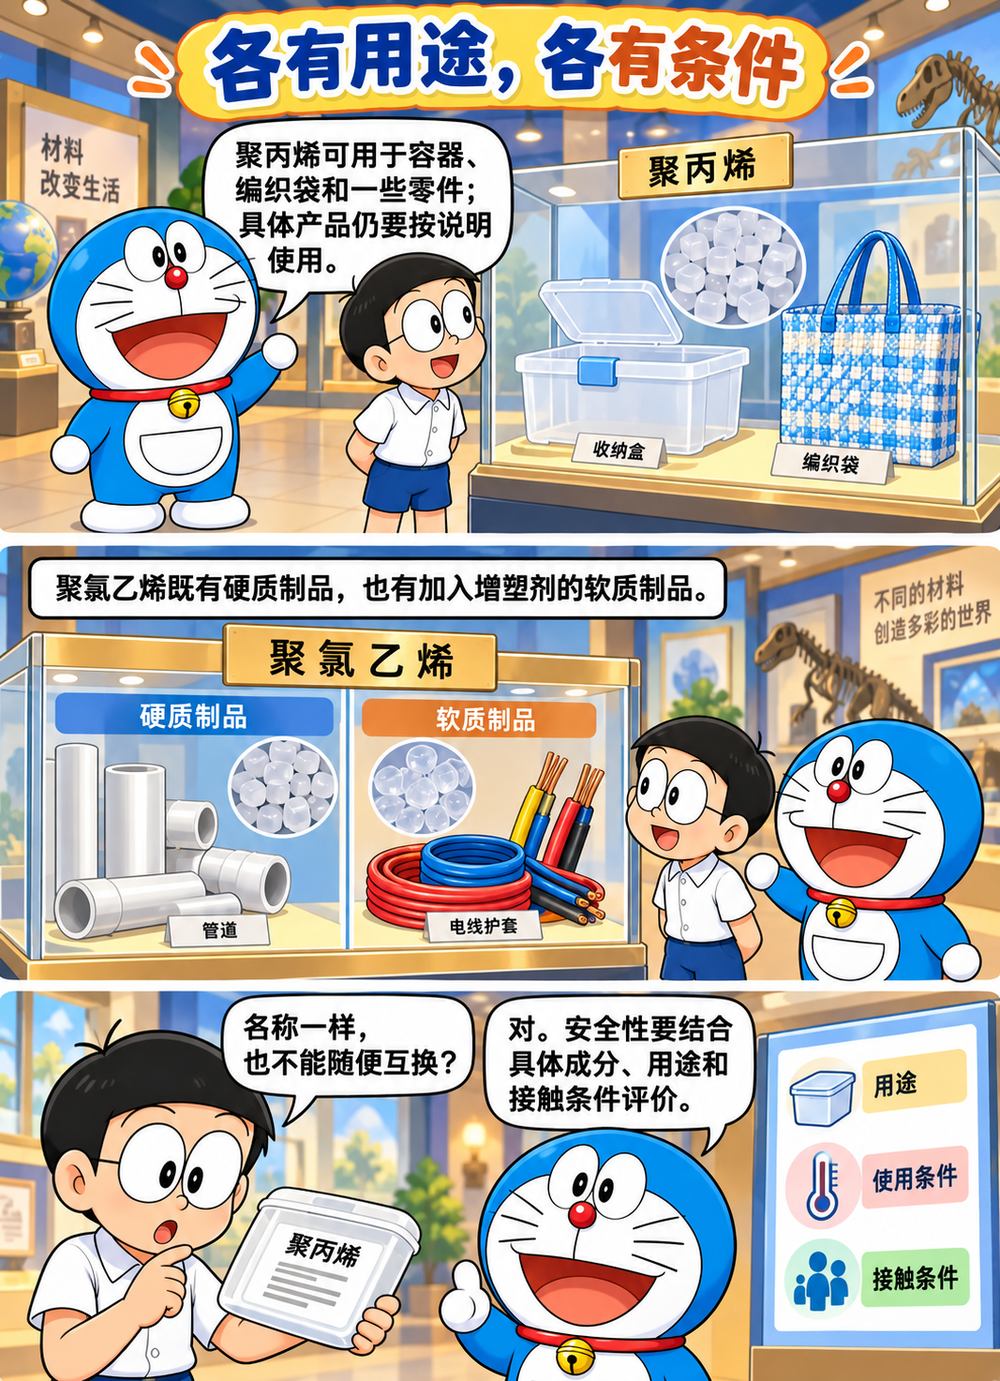 各有用途，各有条件
材料
改变生活
聚丙烯可用于容器、
编织袋和一些零件；
具体产品仍要按说明
使用。
聚丙烯
收纳盒
编织袋
聚氯乙烯既有硬质制品，也有加入增塑剂的软质制品。
不同的材料
创造多彩的世界
聚氯乙烯
硬质制品
软质制品
管道
电线护套
名称一样，
也不能随便互换？
对。安全性要结合
具体成分、用途和
接触条件评价。
用途
使用条件
接触条件
聚丙烯